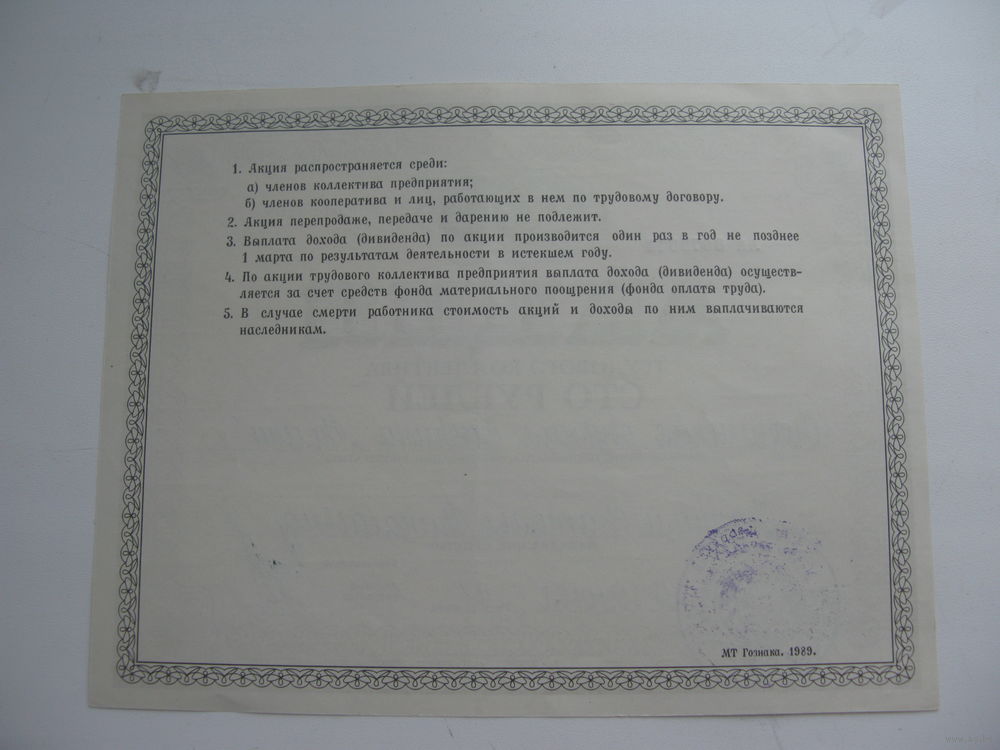 1. Акция распространяется среди:
а) членов коллектива предприятия;
б) членов кооператива и лиц, работающих в нем по трудовому договору.
2. Акция перепродаже, передаче и дарению не подлежит.
3. Выплата дохода (дивиденда) по акции производится один раз в год не позднее
1 марта по результатам деятельности в истекшем году.
4. По акции трудового коллектива предприятия выплата дохода (дивиденда) осуществ-
ляется за счет средств фонда материального поощрения (фонда оплаты труда).
5. В случае смерти работника стоимость акций и доходы по ним выплачиваются
наследникам.
СТО РУБЛЕЙ
МТ Гознака. 1989.